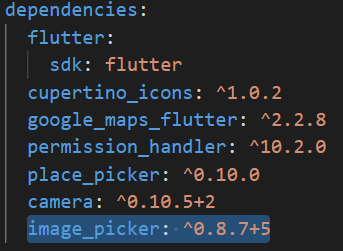 dependencies:
flutter:
sdk: flutter
cupertino_icons: ^1.0.2
google_maps_flutter: ^2.2.8
permission_handler: ^10.2.0
place_picker: ^0.10.0
camera: ^0.10.5+2
image_picker: ^0.8.7+5